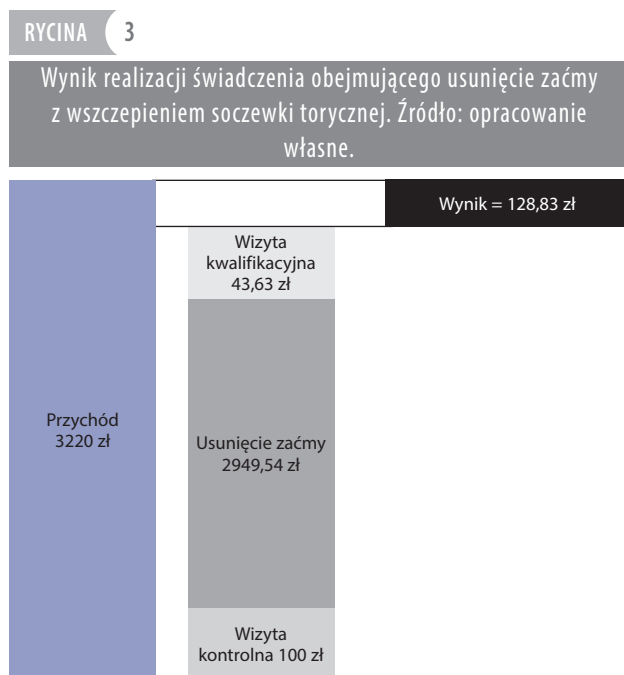 RYCINA 3
Wynik realizacji świadczenia obejmującego usunięcie zaćmy
z wszczepieniem soczewki torycznej. Źródło: opracowanie
własne.
Wynik = 128,83 zł
Wizyta
kwalifikacyjna
43,63 zł
Przychód
3220 zł
Usunięcie zaćmy
2949,54 zł
Wizyta
kontrolna 100 zł